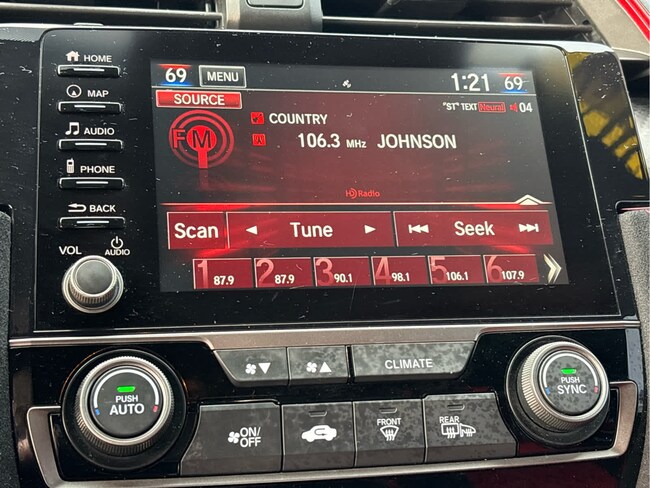 HOME
MAP
AUDIO
PHONE
BACK
VOL AUDIO
69 MENU 1:21 69
SOURCE "ST" TEXT Neural 04
FM COUNTRY
106.3 MHz JOHNSON
HD Radio
Scan Tune Seek
1 87.9 2 87.9 3 90.1 4 98.1 5 106.1 6 107.9
CLIMATE
PUSH AUTO
PUSH SYNC
ON/OFF
FRONT
REAR